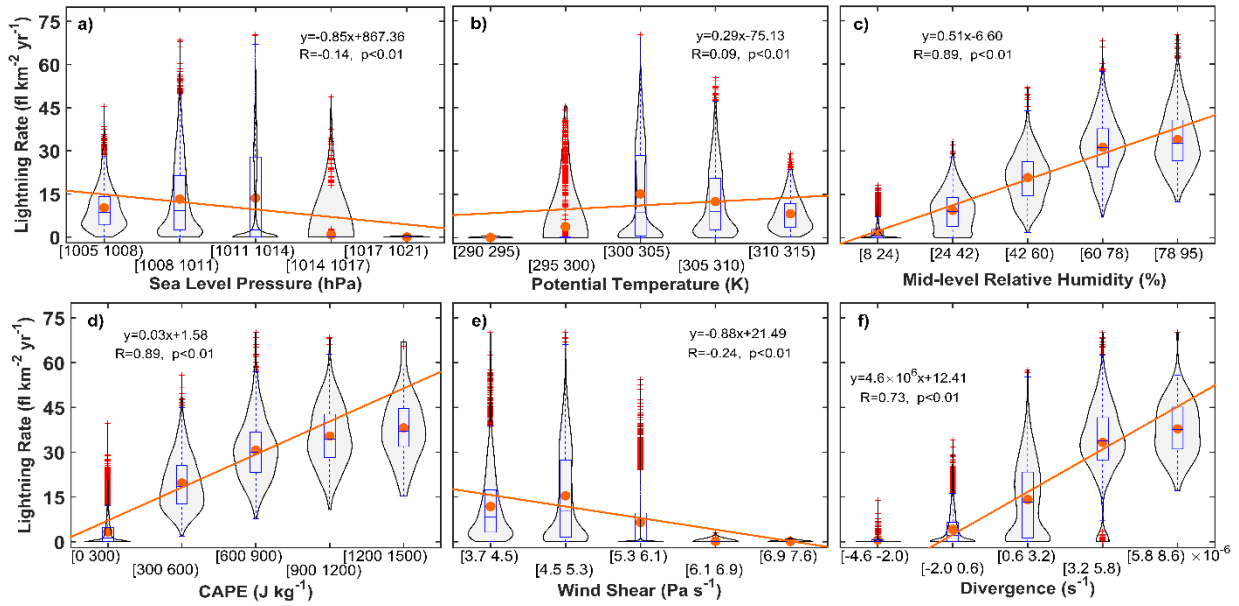 a)
y=-0.85x+867.36
R=-0.14, p<0.01
Lightning Rate (fl km-2 yr-1)
75
60
45
30
15
0
[1005 1008)
[1008 1011)
[1011 1014)
[1014 1017)
[1017 1021)
Sea Level Pressure (hPa)
b)
y=0.29x-75.13
R=0.09, p<0.01
[290 295)
[295 300)
[300 305)
[305 310)
[310 315)
Potential Temperature (K)
c)
y=0.51x-6.60
R=0.89, p<0.01
[8 24)
[24 42)
[42 60)
[60 78)
[78 95)
Mid-level Relative Humidity (%)
d)
y=0.03x+1.58
R=0.89, p<0.01
Lightning Rate (fl km-2 yr-1)
75
60
45
30
15
0
[0 300)
[300 600)
[600 900)
[900 1200)
[1200 1500)
CAPE (J kg-1)
e)
y=-0.88x+21.49
R=-0.24, p<0.01
[3.7 4.5)
[4.55 5.3)
[5.3 6.1)
[6.1 6.9)
[6.9 7.6)
Wind Shear (Pa s-1)
f)
y=4.6×10⁶x+12.41
R=0.73, p<0.01
[-4.6 -2.0)
[-2.0 0.6)
[0.6 3.2)
[3.2 5.8)
[5.8 8.6) ×10-6
Divergence (s-1)